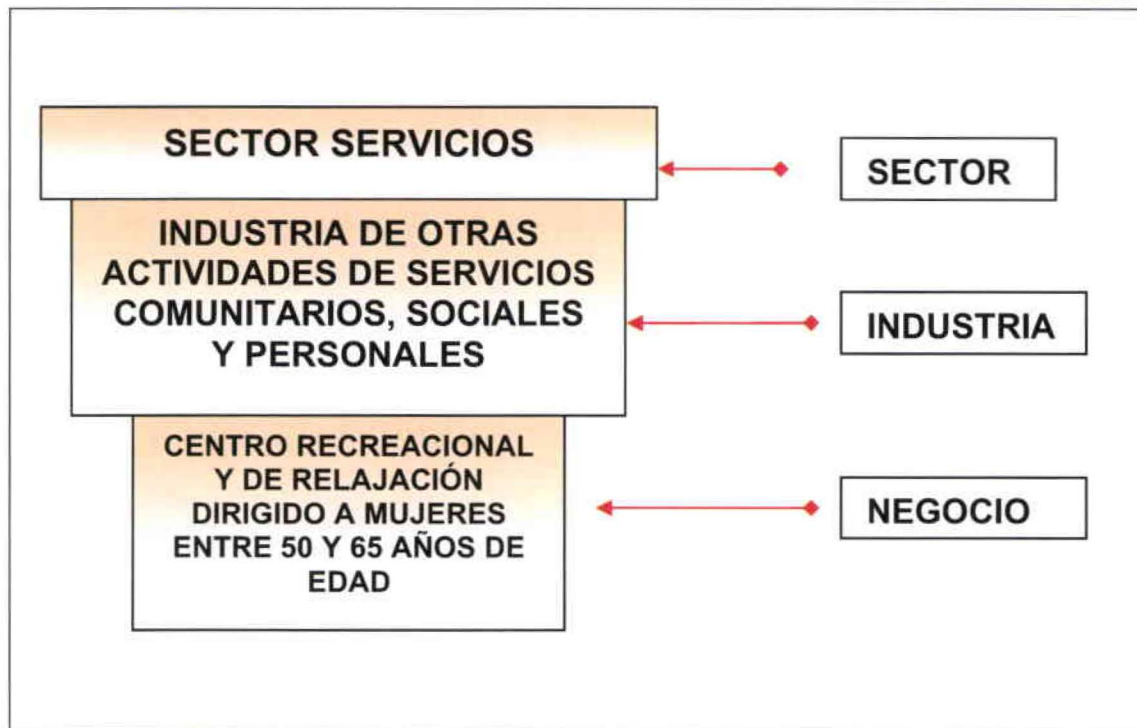 SECTOR SERVICIOS
SECTOR
INDUSTRIA DE OTRAS
ACTIVIDADES DE SERVICIOS
COMUNITARIOS, SOCIALES
Y PERSONALES
INDUSTRIA
CENTRO RECREACIONAL
Y DE RELAJACIÓN
DIRIGIDO A MUJERES
ENTRE 50 Y 65 AÑOS DE
EDAD
NEGOCIO